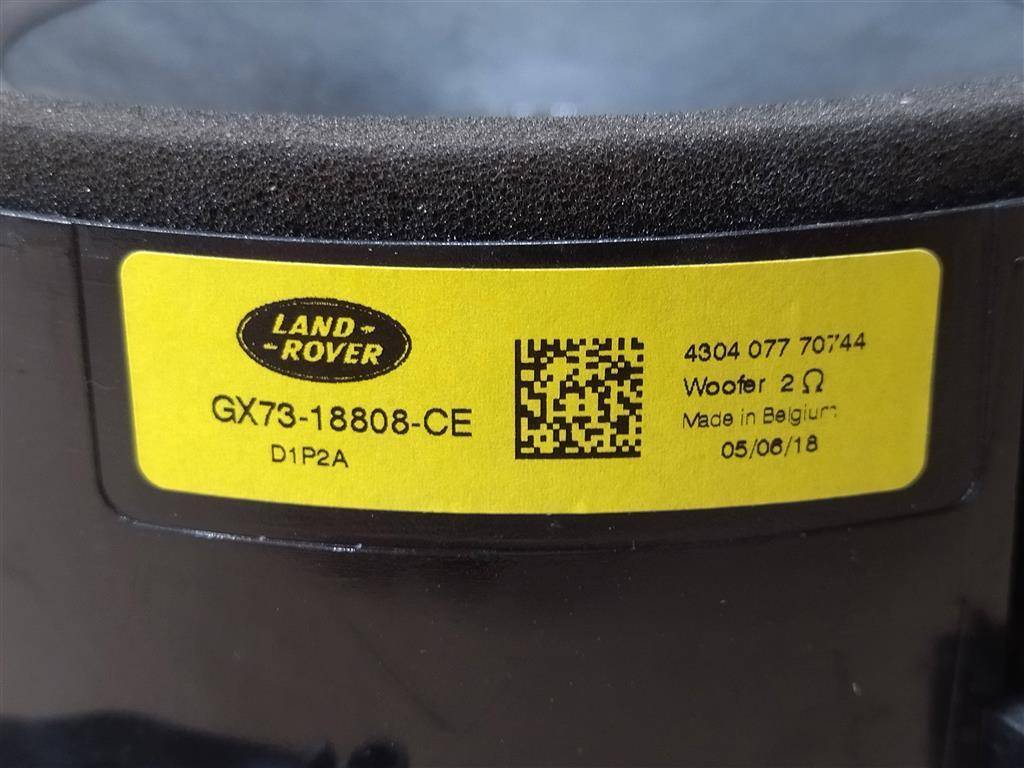 LAND-
-ROVER
GX73-18808-CE
D1P2A
4304 077 70744
Woofer 2 Ω
Made in Belgium
05/06/18